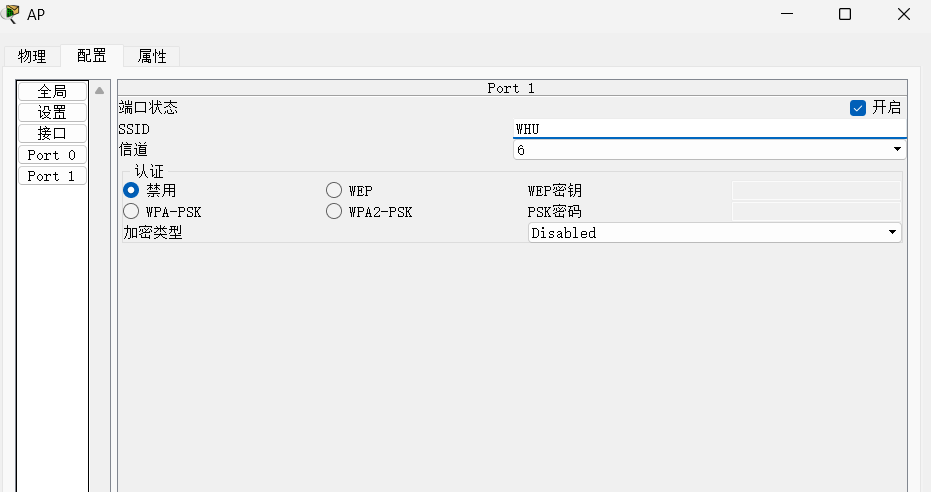 AP
物理 配置 属性
全局
设置
接口
Port 0
Port 1
Port 1
端口状态 开启
SSID WHU
信道 6
认证
禁用 WEP WEP密钥
WPA-PSK WPA2-PSK PSK密码
加密类型 Disabled